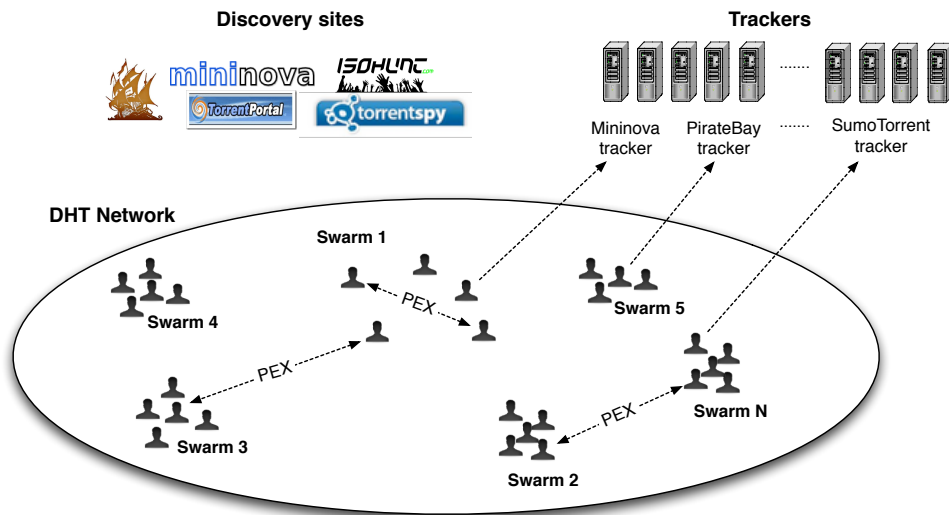 Discovery sites
Trackers
mininova
ISOHUNT
.com
TorrentPortal
torrentspy
Mininova
tracker
PirateBay
tracker
........
........
SumoTorrent
tracker
DHT Network
Swarm 1
PEX
Swarm 4
Swarm 5
PEX
Swarm 3
PEX
Swarm 2
Swarm N